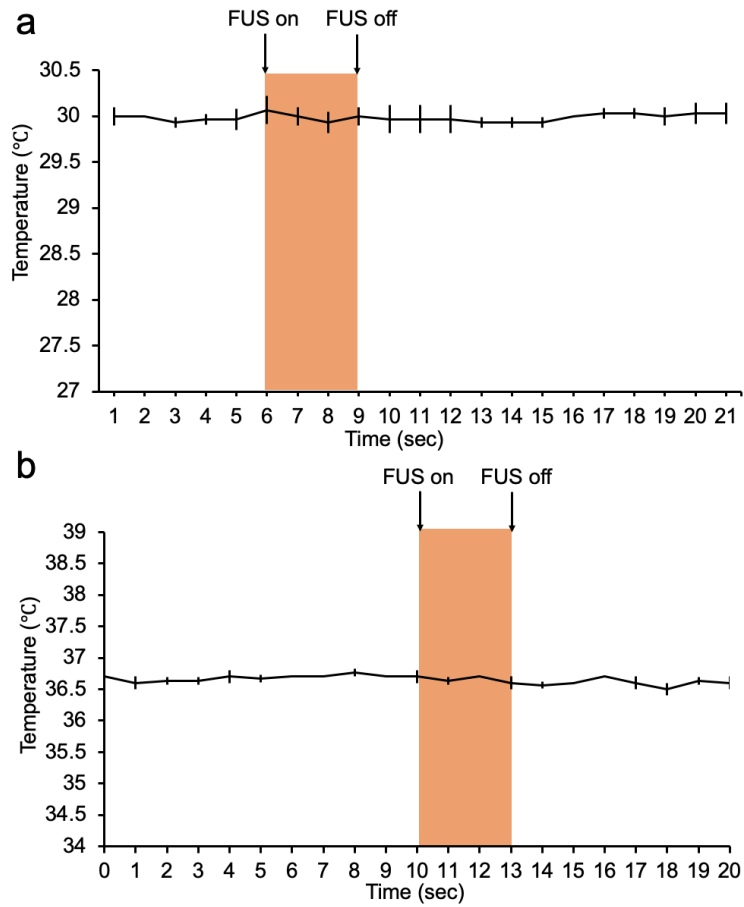 a
FUS on FUS off
30.5
30
29.5
29
28.5
28
27.5
27
Temperature (℃)
1 2 3 4 5 6 7 8 9 10 11 12 13 14 15 16 17 18 19 20 21
Time (sec)
b
FUS on FUS off
39
38.5
38
37.5
37
36.5
36
35.5
35
34.5
34
Temperature (℃)
0 1 2 3 4 5 6 7 8 9 10 11 12 13 14 15 16 17 18 19 20
Time (sec)